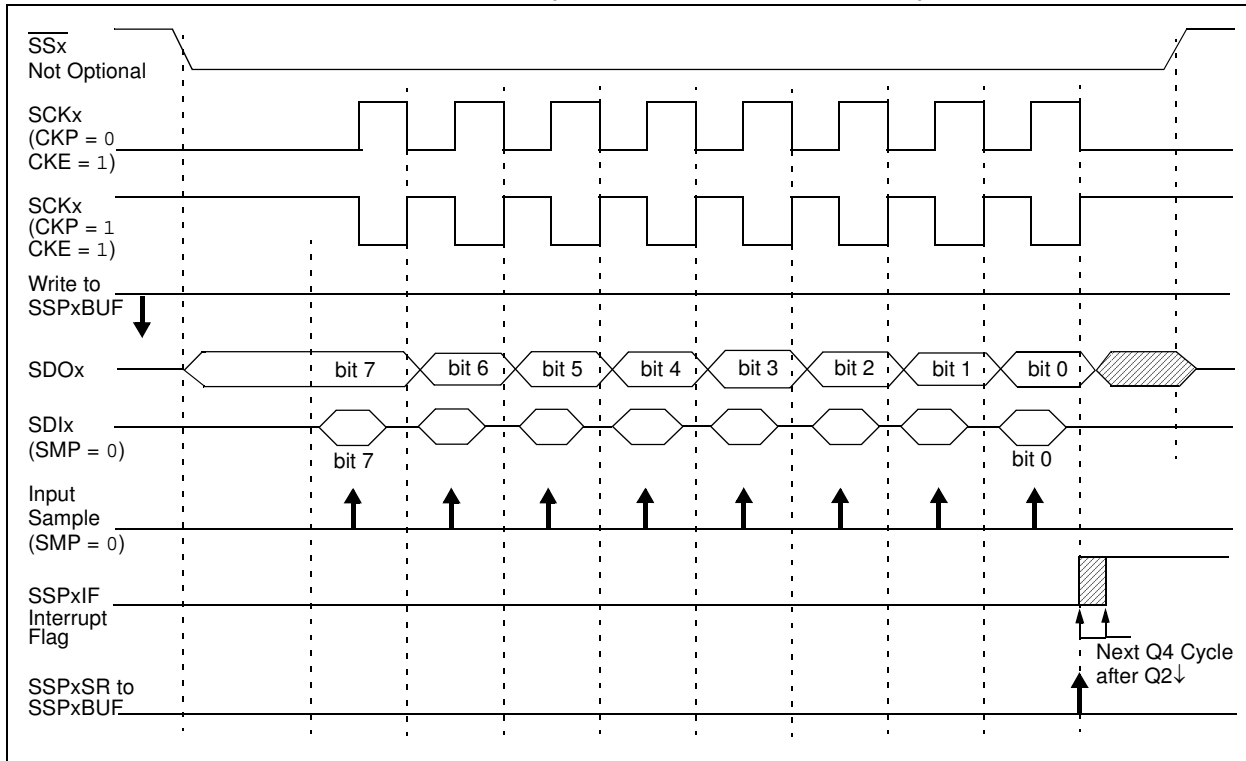 SSx
Not Optional
SCKx
(CKP = 0
CKE = 1)
SCKx
(CKP = 1
CKE = 1)
Write to
SSPxBUF
SDOx
bit 7
bit 6
bit 5
bit 4
bit 3
bit 2
bit 1
bit 0
SDIx
(SMP = 0)
bit 7
bit 0
Input
Sample
(SMP = 0)
SSPxIF
Interrupt
Flag
Next Q4 Cycle
after Q2↓
SSPxSR to
SSPxBUF